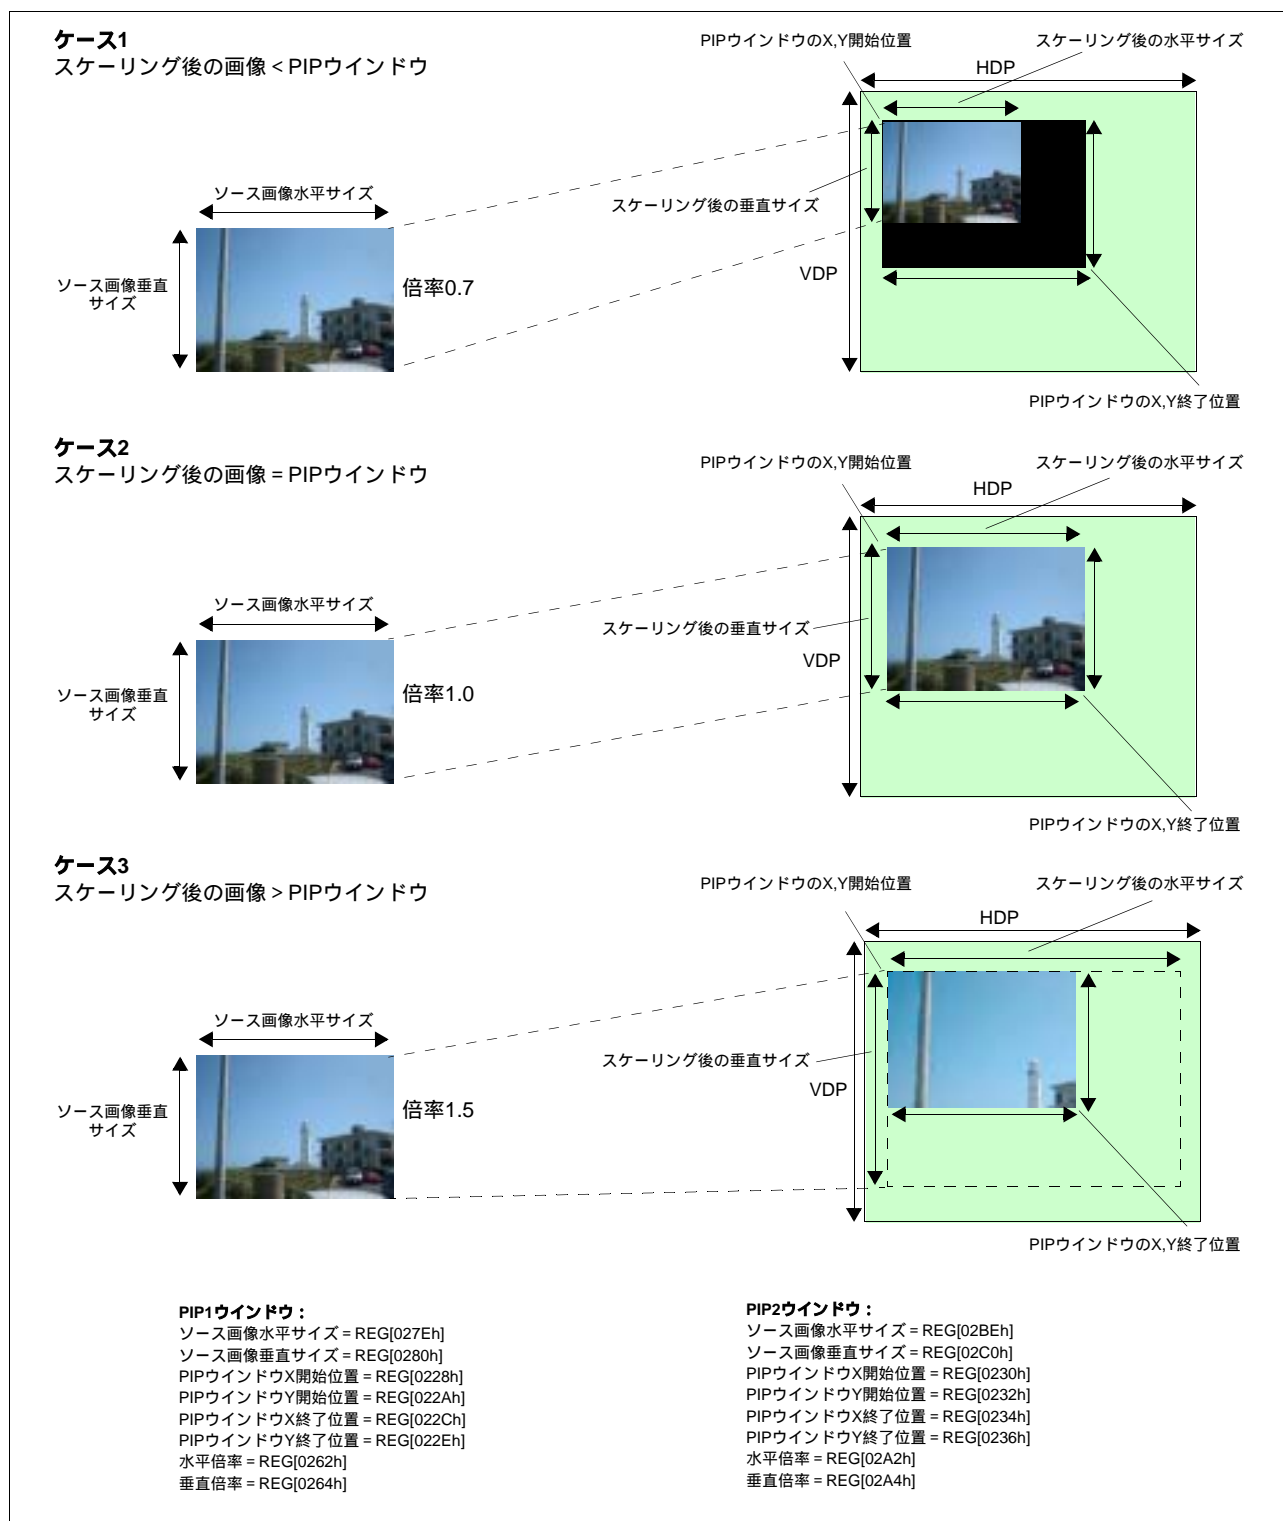 ケース1
スケーリング後の画像 < PIPウインドウ
PIPウインドウのX,Y開始位置
スケーリング後の水平サイズ
HDP
ソース画像水平サイズ
スケーリング後の垂直サイズ
ソース画像垂直
サイズ
倍率0.7
VDP
PIPウインドウのX,Y終了位置
ケース2
スケーリング後の画像 = PIPウインドウ
PIPウインドウのX,Y開始位置
スケーリング後の水平サイズ
HDP
ソース画像水平サイズ
スケーリング後の垂直サイズ
ソース画像垂直
サイズ
倍率1.0
VDP
PIPウインドウのX,Y終了位置
ケース3
スケーリング後の画像 > PIPウインドウ
PIPウインドウのX,Y開始位置
スケーリング後の水平サイズ
HDP
ソース画像水平サイズ
スケーリング後の垂直サイズ
ソース画像垂直
サイズ
倍率1.5
VDP
PIPウインドウのX,Y終了位置
PIP1ウインドウ：
ソース画像水平サイズ = REG[027Eh]
ソース画像垂直サイズ = REG[0280h]
PIPウインドウX開始位置 = REG[0228h]
PIPウインドウY開始位置 = REG[022Ah]
PIPウインドウX終了位置 = REG[022Ch]
PIPウインドウY終了位置 = REG[022Eh]
水平倍率 = REG[0262h]
垂直倍率 = REG[0264h]
PIP2ウインドウ：
ソース画像水平サイズ = REG[02BEh]
ソース画像垂直サイズ = REG[02C0h]
PIPウインドウX開始位置 = REG[0230h]
PIPウインドウY開始位置 = REG[0232h]
PIPウインドウX終了位置 = REG[0234h]
PIPウインドウY終了位置 = REG[0236h]
水平倍率 = REG[02A2h]
垂直倍率 = REG[02A4h]